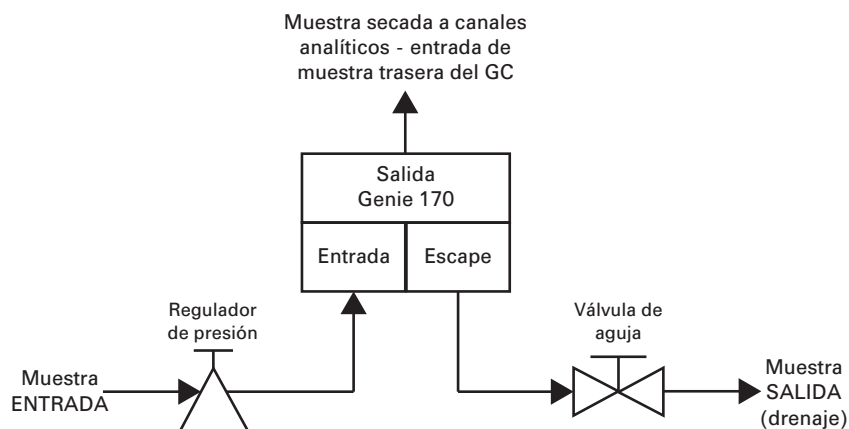 Muestra secada a canales
analíticos - entrada de
muestra trasera del GC
Salida
Genie 170
Entrada
Escape
Regulador
de presión
Válvula de
aguja
Muestra
ENTRADA
Muestra
SALIDA
(drenaje)